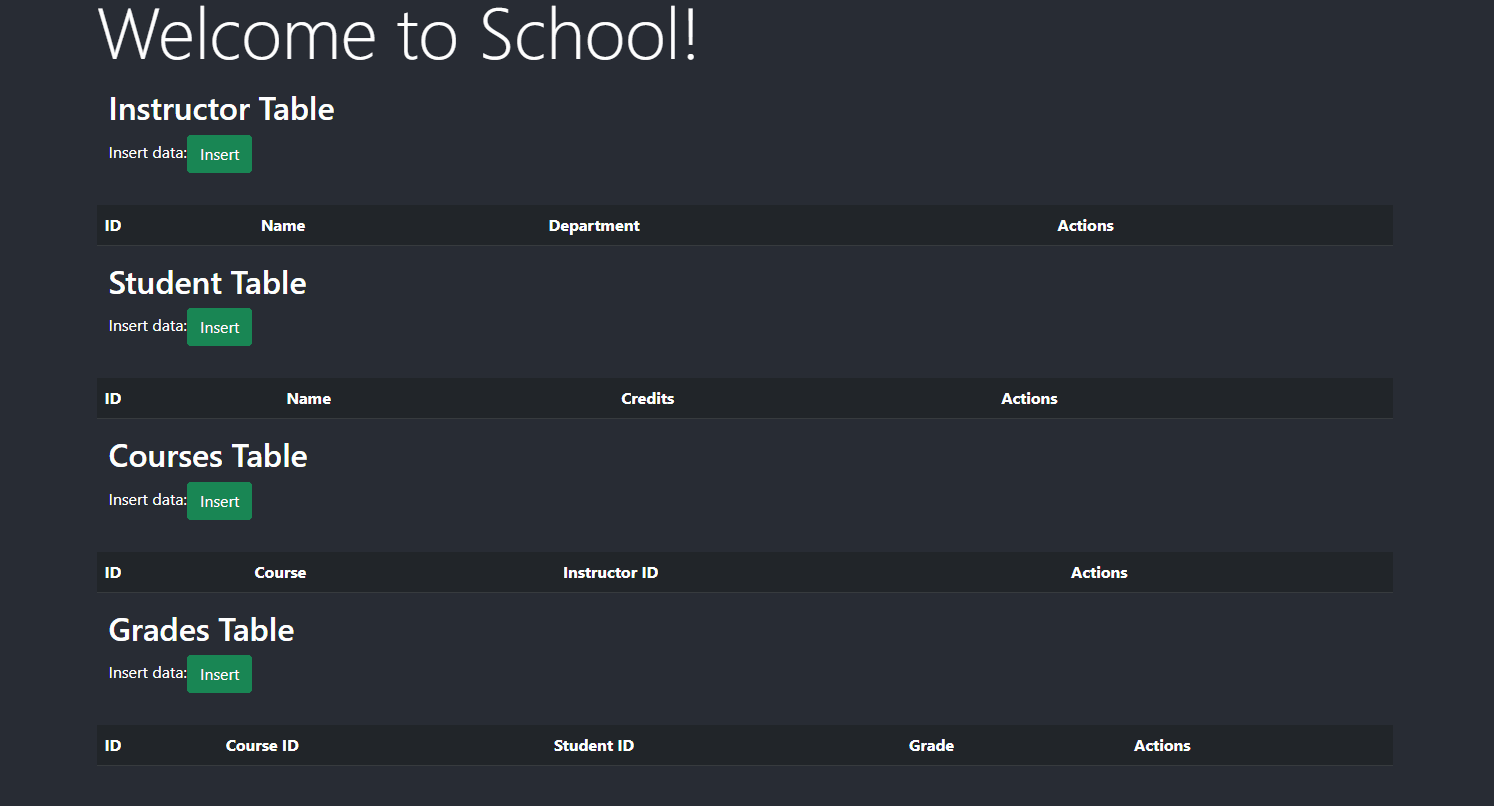 Welcome to School!
Instructor Table
Insert data: Insert
ID Name Department Actions
Student Table
Insert data: Insert
ID Name Credits Actions
Courses Table
Insert data: Insert
ID Course Instructor ID Actions
Grades Table
Insert data: Insert
ID Course ID Student ID Grade Actions